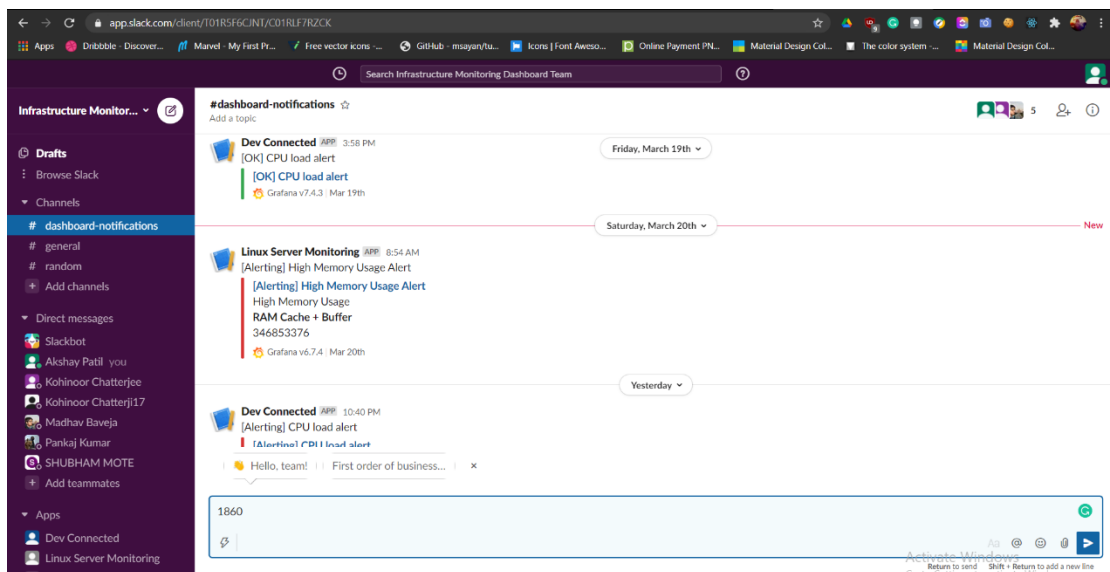 app.slack.com/client/T01R5F6CJNT/C01RLF7RZCK
9
Apps
Dribbble - Discover...
Marvel - My First Pr...
Free vector icons -...
GitHub - msayan/tu...
Icons | Font Aweso...
Online Payment PN...
Material Design Col...
The color system -...
Material Design Col...
Search Infrastructure Monitoring Dashboard Team
Infrastructure Monitor...
Drafts
Browse Slack
Channels
# dashboard-notifications
# general
# random
+ Add channels
Direct messages
Slackbot
Akshay Patil you
Kohinoor Chatterjee
Kohinoor Chatterji17
Madhav Baveja
Pankaj Kumar
SHUBHAM MOTE
+ Add teammates
Apps
Dev Connected
Linux Server Monitoring
#dashboard-notifications
Add a topic
5
Dev Connected APP 3:58 PM
Friday, March 19th
[OK] CPU load alert
[OK] CPU load alert
Grafana v7.4.3 | Mar 19th
Saturday, March 20th
New
Linux Server Monitoring APP 8:54 AM
[Alerting] High Memory Usage Alert
[Alerting] High Memory Usage Alert
High Memory Usage
RAM Cache + Buffer
346853376
Grafana v6.7.4 | Mar 20th
Yesterday
Dev Connected APP 10:40 PM
[Alerting] CPU load alert
[Alerting] CPU load alert
Hello, team!
First order of business...
1860
Aa @
Activate Windows
Return to send Shift + Return to add a new line